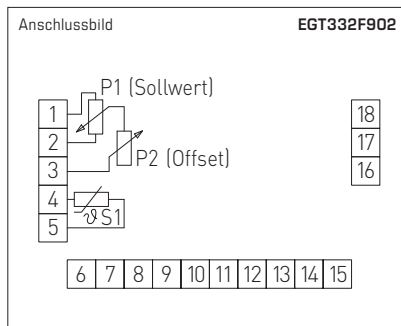 Anschlussbild EGT332F902
P1 (Sollwert)
1
2
3
4
5
P2 (Offset)
ϑ S1
18
17
16
6 7 8 9 10 11 12 13 14 15